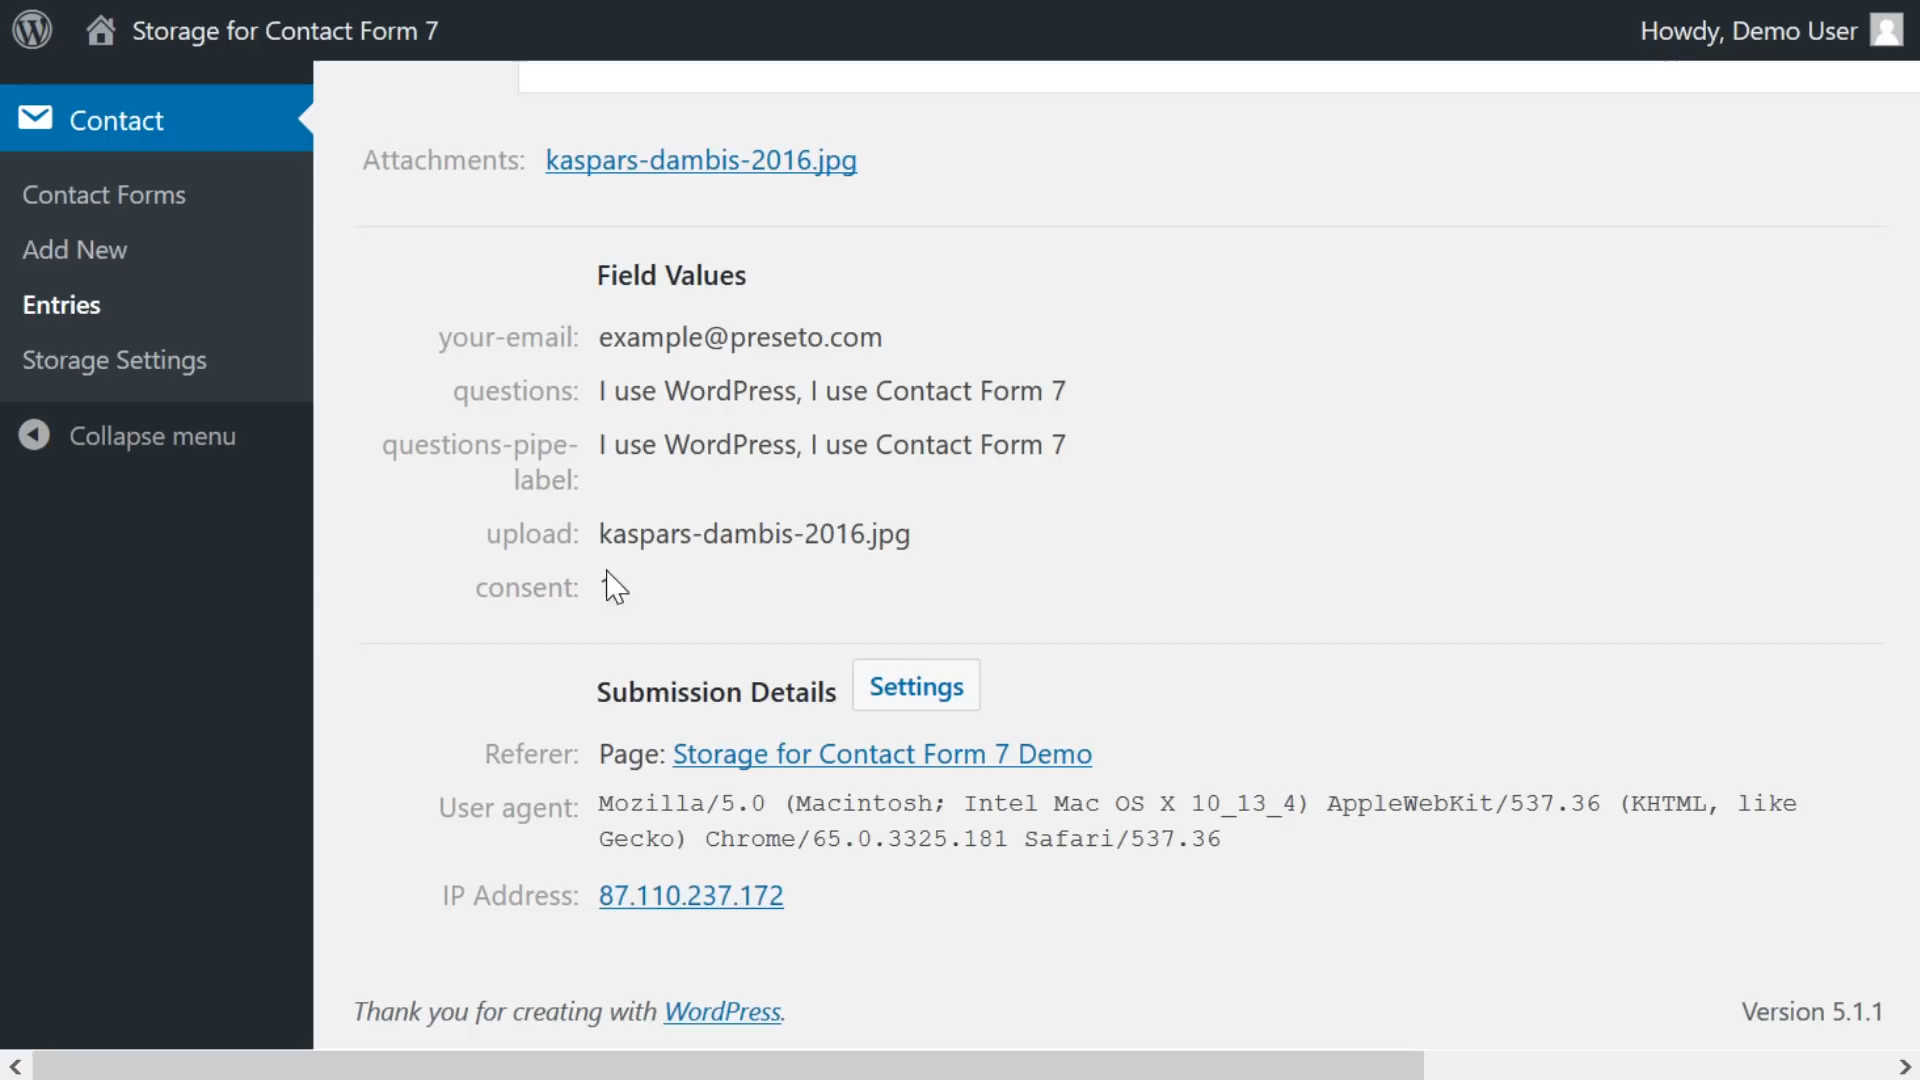 Storage for Contact Form 7
Howdy, Demo User
Contact
Contact Forms
Add New
Entries
Storage Settings
Collapse menu
Attachments: kaspars-dambis-2016.jpg
Field Values
your-email: example@preseto.com
questions: I use WordPress, I use Contact Form 7
questions-pipe-label: I use WordPress, I use Contact Form 7
upload: kaspars-dambis-2016.jpg
consent:
Submission Details Settings
Referer: Page: Storage for Contact Form 7 Demo
User agent: Mozilla/5.0 (Macintosh; Intel Mac OS X 10_13_4) AppleWebKit/537.36 (KHTML, like
Gecko) Chrome/65.0.3325.181 Safari/537.36
IP Address: 87.110.237.172
Thank you for creating with WordPress.
Version 5.1.1